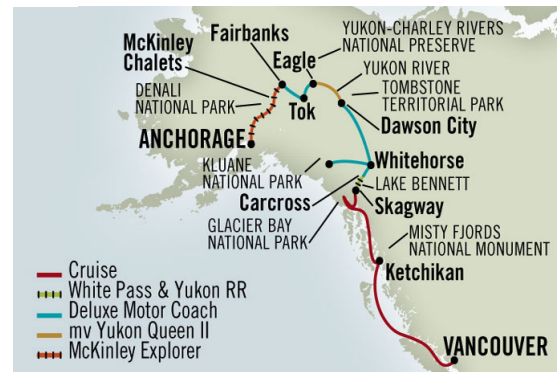 YUKON-CHARLEY RIVERS
NATIONAL PRESERVE
Fairbanks
McKinley
Chalets
Eagle
YUKON RIVER
DENALI
NATIONAL PARK
TOMBSTONE
TERRITORIAL PARK
Tok
Dawson City
ANCHORAGE
KLUANE
NATIONAL PARK
Whitehorse
LAKE BENNETT
Carcross
Skagway
GLACIER BAY
NATIONAL PARK
MISTY FJORDS
NATIONAL MONUMENT
Ketchikan
Cruise
White Pass & Yukon RR
Deluxe Motor Coach
mv Yukon Queen II
McKinley Explorer
VANCOUVER